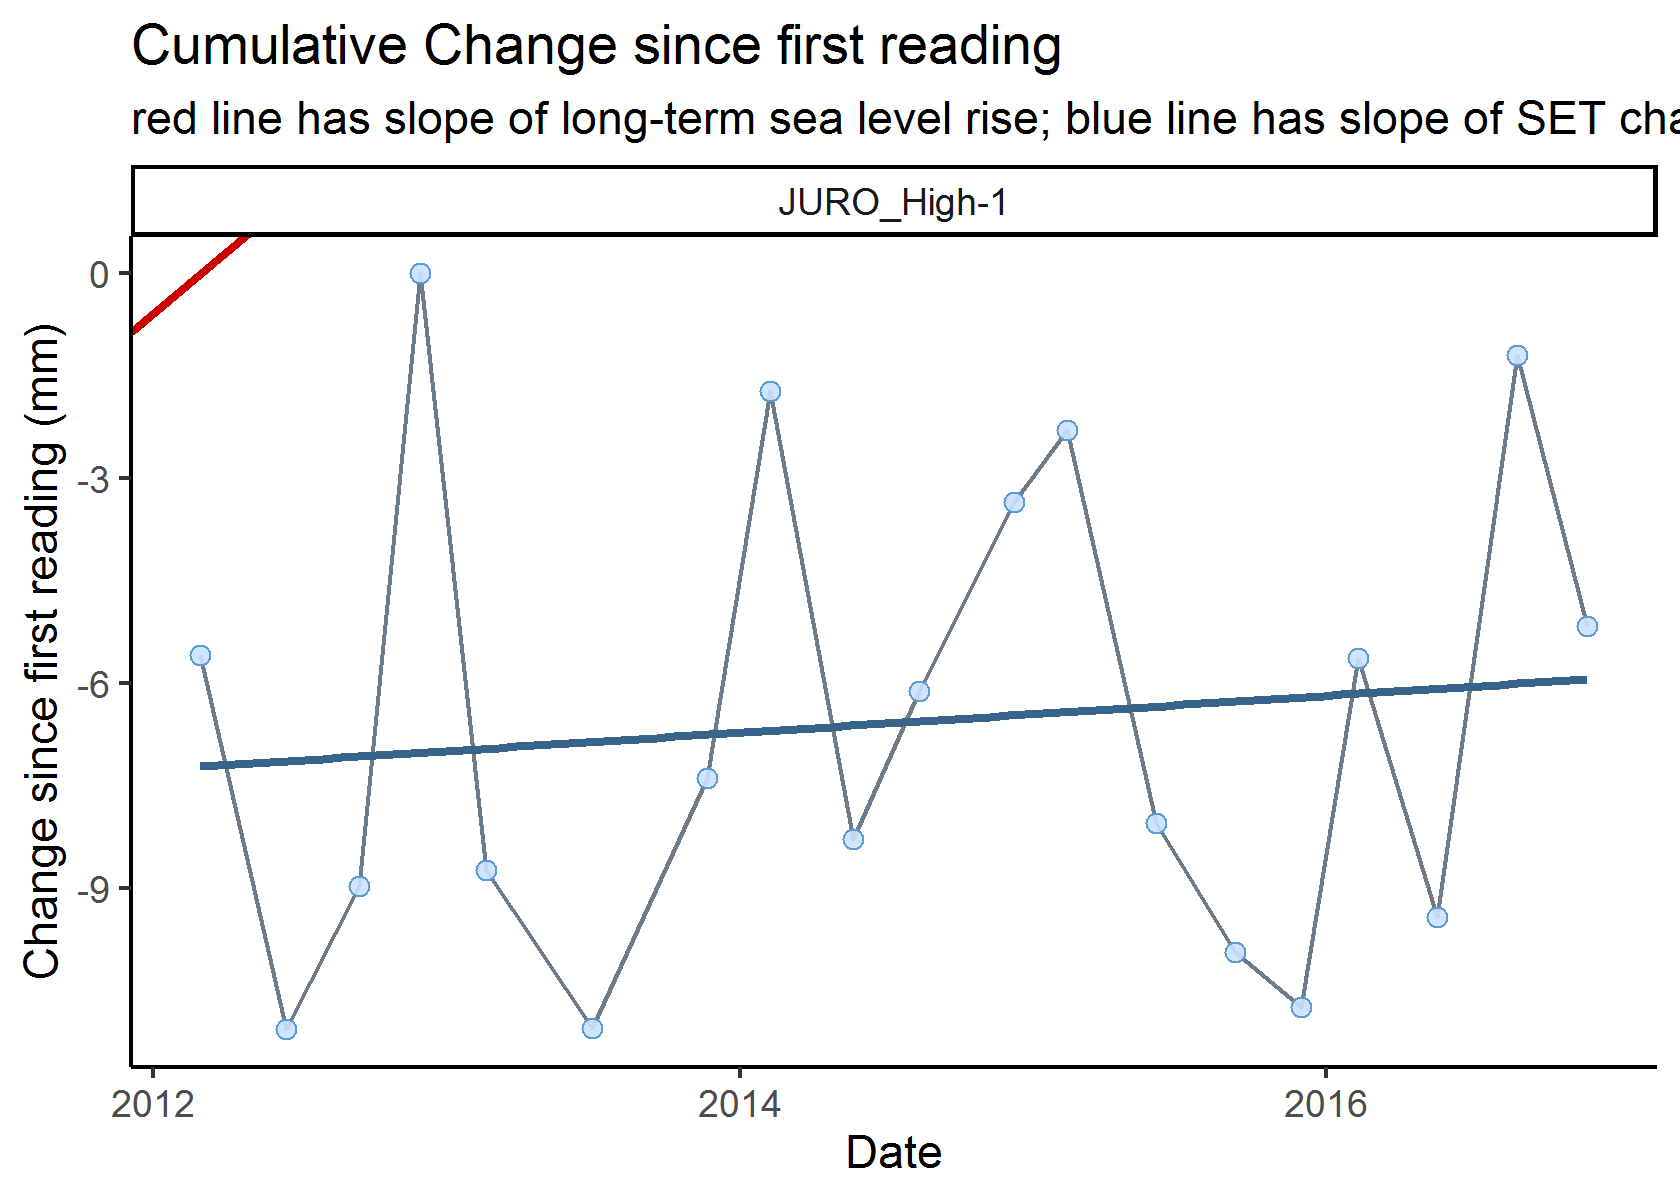 Cumulative Change since first reading
red line has slope of long-term sea level rise; blue line has slope of SET cha
JURO_High-1
Change since first reading (mm)
0
-3
-6
-9
2012
2014
2016
Date